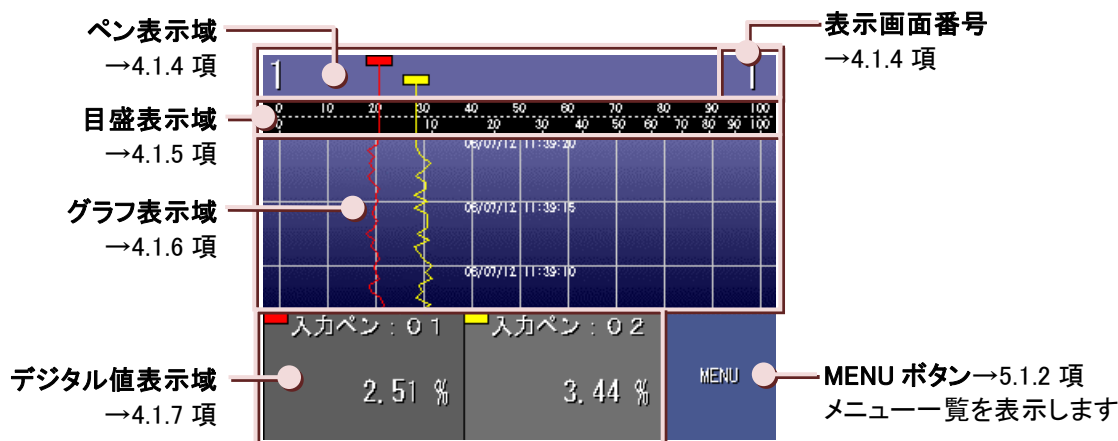 ペン表示域
→4.1.4 項
表示画面番号
→4.1.4 項
1
1
目盛表示域
→4.1.5 項
0 10 20 30 40 50 60 70 80 90 100
0 10 20 30 40 50 60 70 80 90 100
グラフ表示域
→4.1.6 項
06/07/12 11:39:20
06/07/12 11:39:15
06/07/12 11:39:10
入力ペン:01
入力ペン:02
デジタル値表示域
→4.1.7 項
2.51 %
3.44 %
MENU
MENU ボタン→5.1.2 項
メニュー一覧を表示します